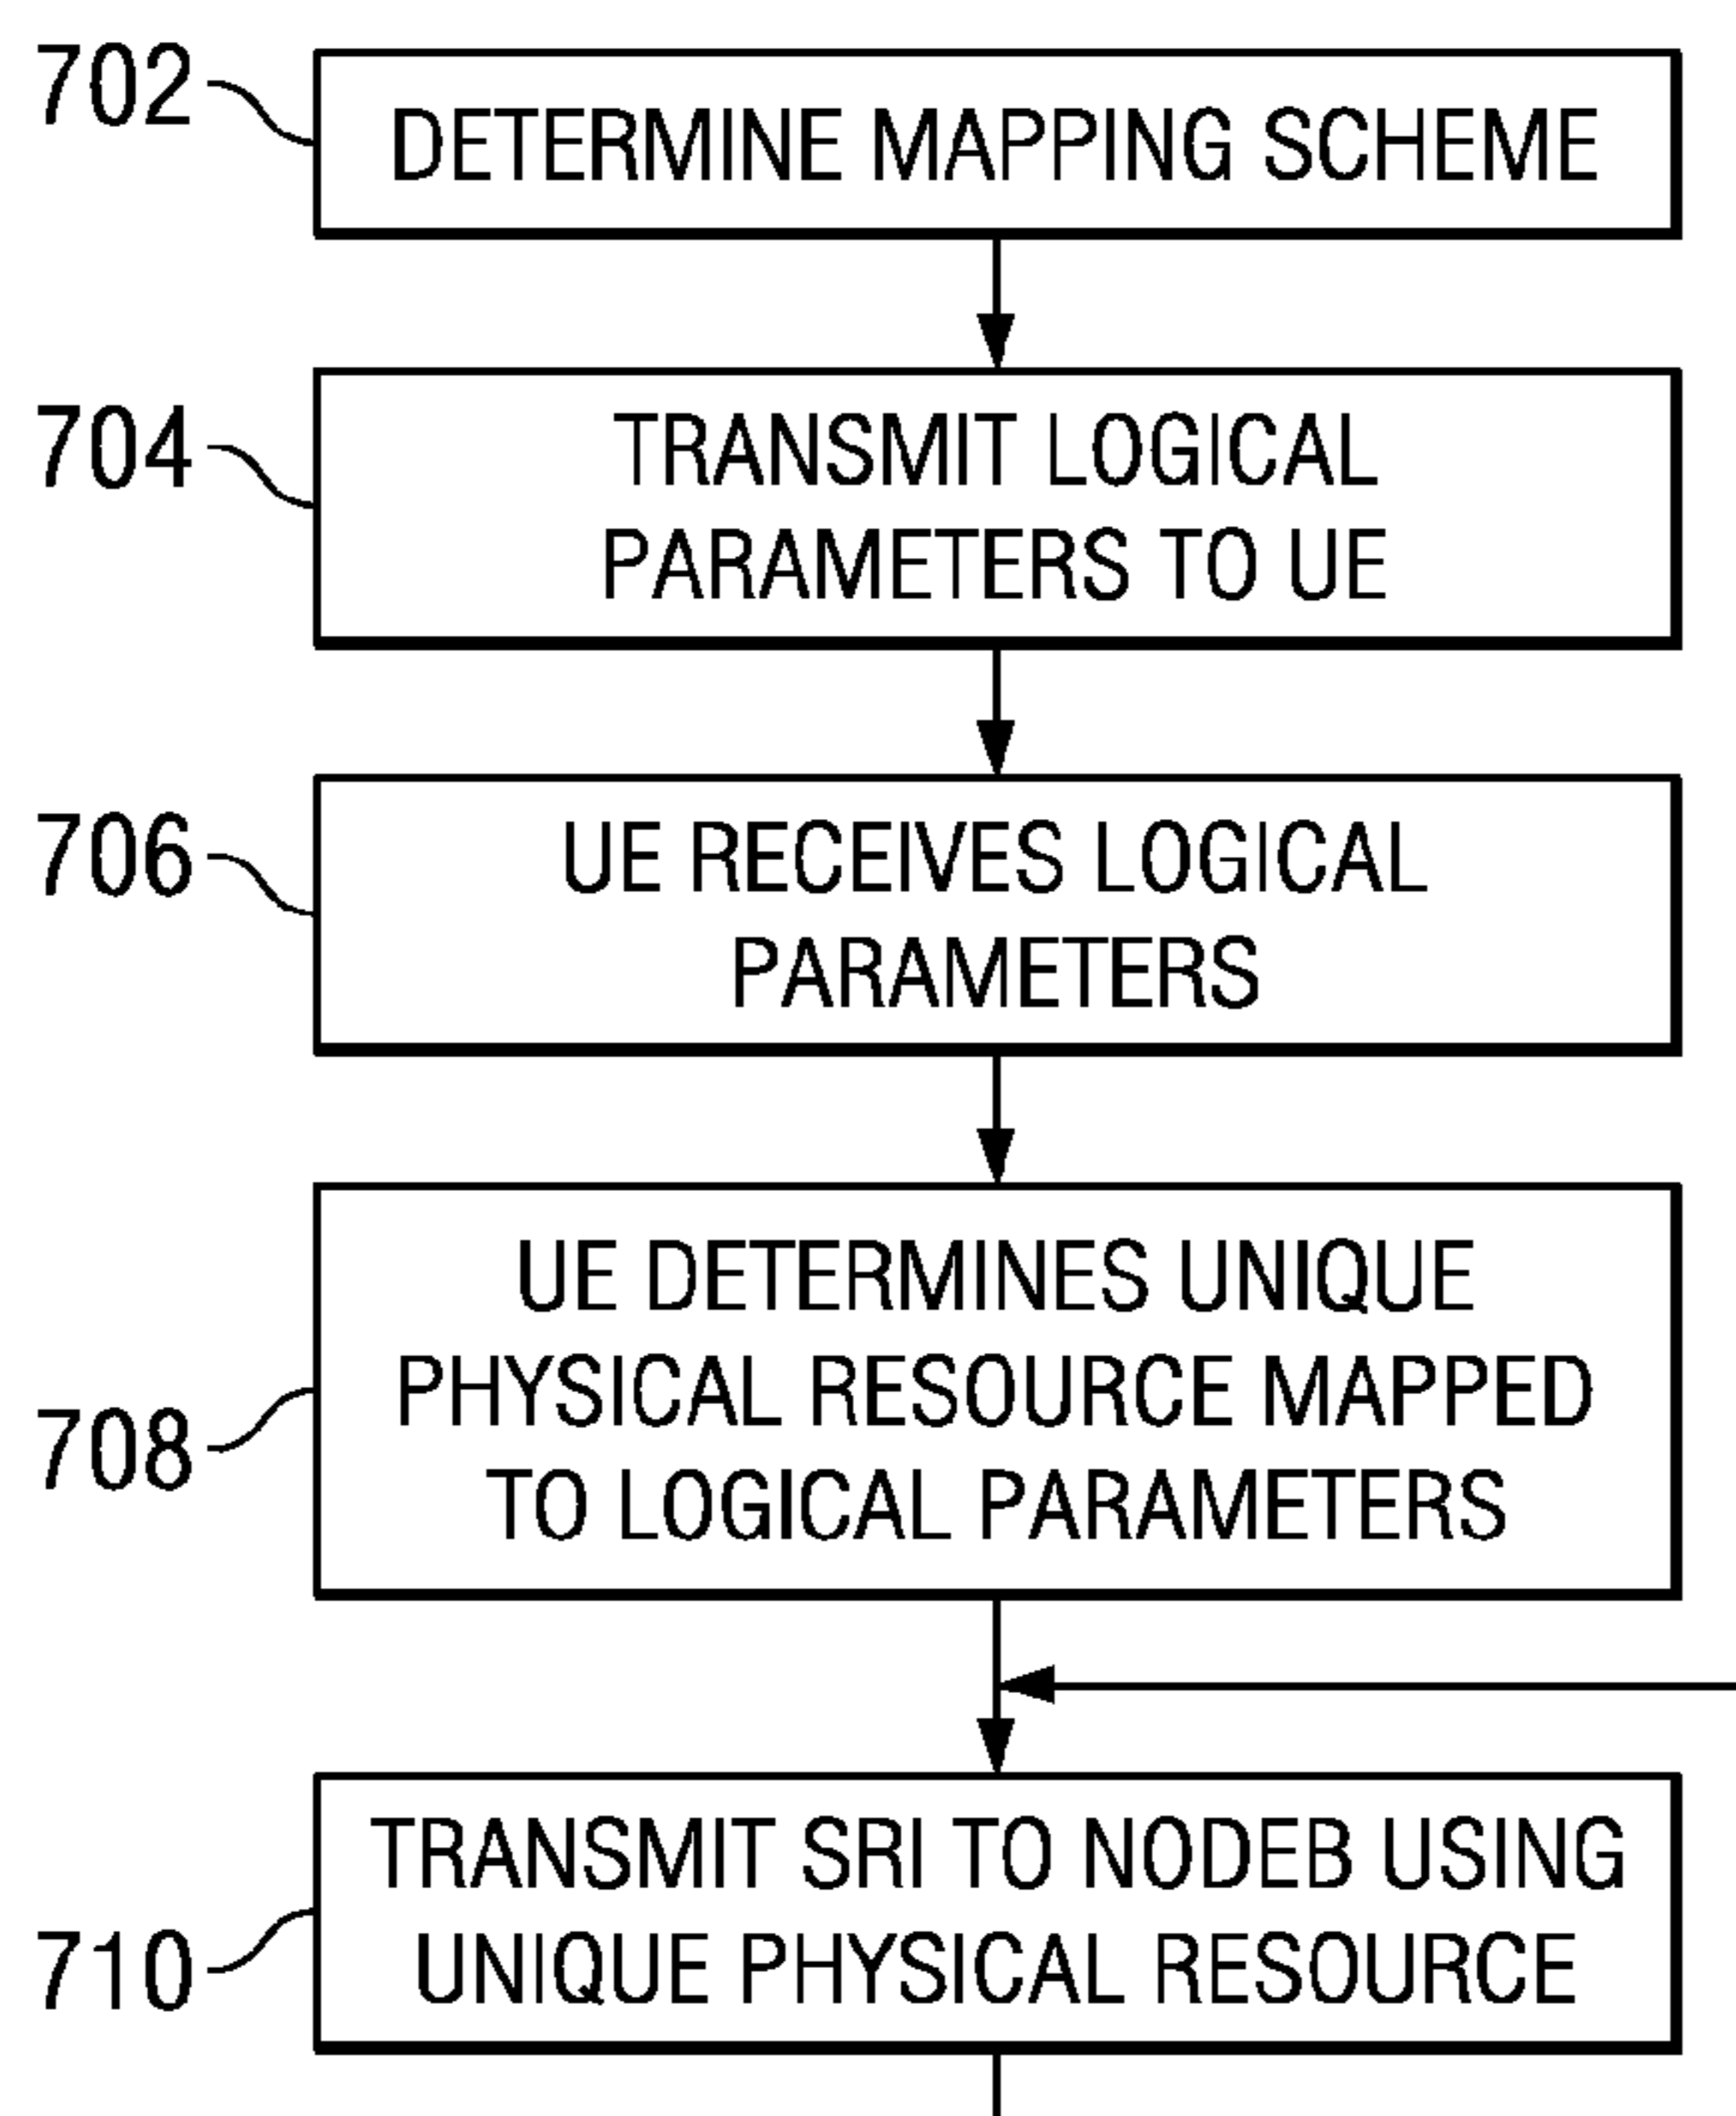 702
DETERMINE MAPPING SCHEME
704
TRANSMIT LOGICAL
PARAMETERS TO UE
706
UE RECEIVES LOGICAL
PARAMETERS
708
UE DETERMINES UNIQUE
PHYSICAL RESOURCE MAPPED
TO LOGICAL PARAMETERS
710
TRANSMIT SRI TO NODEB USING
UNIQUE PHYSICAL RESOURCE